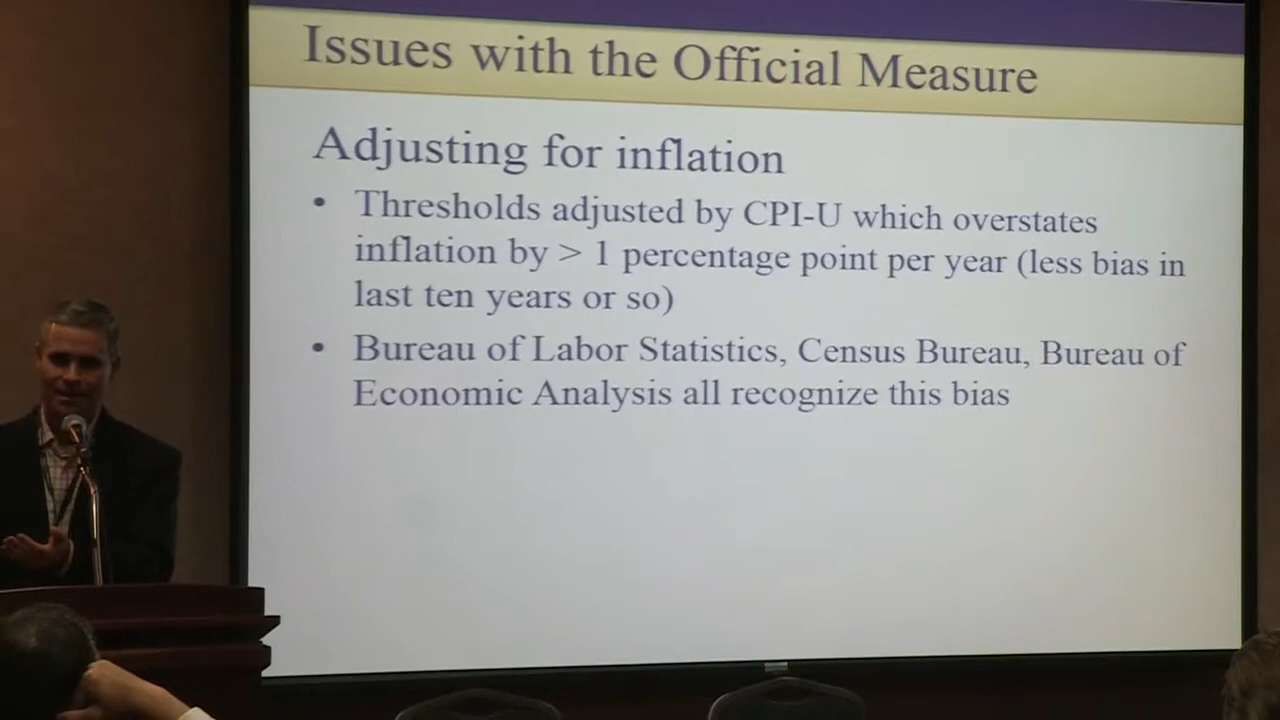 Issues with the Official Measure
Adjusting for inflation
• Thresholds adjusted by CPI-U which overstates
inflation by > 1 percentage point per year (less bias in
last ten years or so)
• Bureau of Labor Statistics, Census Bureau, Bureau of
Economic Analysis all recognize this bias